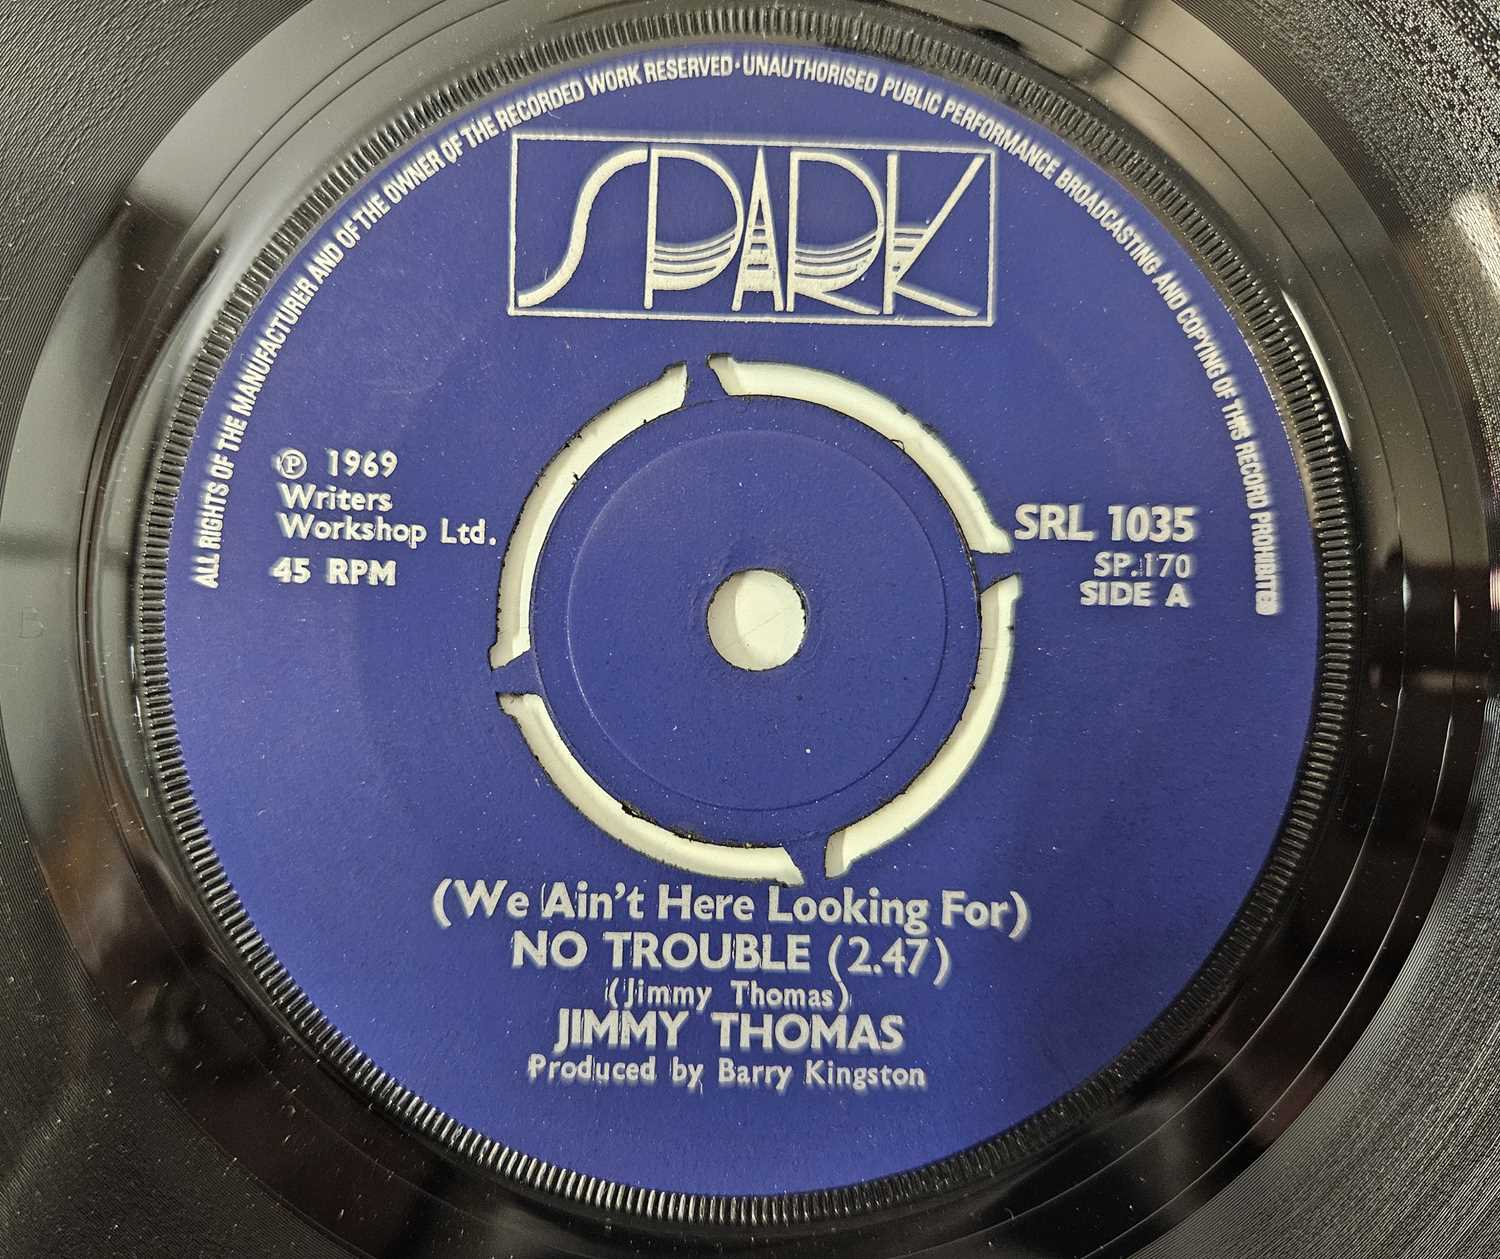 ALL RIGHTS OF THE MANUFACTURER AND OF THE OWNER OF THE RECORDED WORK RESERVED · UNAUTHORISED PUBLIC PERFORMANCE BROADCASTING AND COPYING OF THIS RECORD PROHIBITED
SPARK
℗ 1969
Writers
Workshop Ltd.
45 RPM
SRL 1035
SP.170
SIDE A
(We Ain't Here Looking For)
NO TROUBLE (2.47)
(Jimmy Thomas)
JIMMY THOMAS
Produced by Barry Kingston